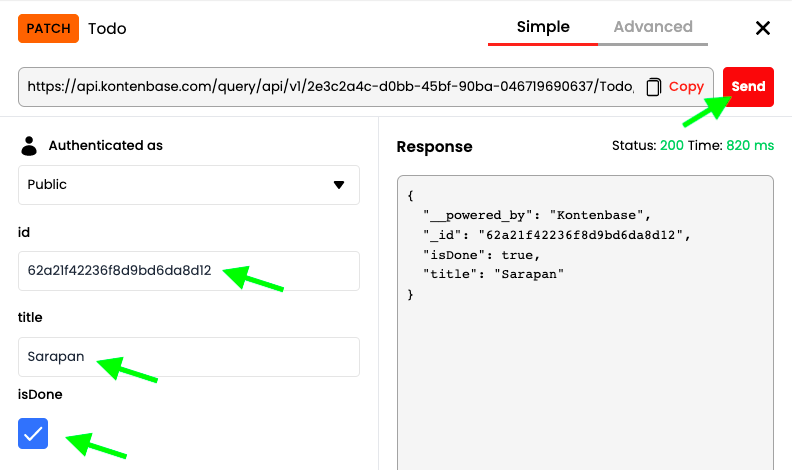 PATCH Todo Simple Advanced
https://api.kontenbase.com/query/api/v1/2e3c2a4c-d0bb-45bf-90ba-046719690637/Todo, Copy Send
Authenticated as
Public
id
62a21f42236f8d9bd6da8d12
title
Sarapan
isDone
Response Status: 200 Time: 820 ms
{
"__powered_by": "Kontenbase",
"_id": "62a21f42236f8d9bd6da8d12",
"isDone": true,
"title": "Sarapan"
}